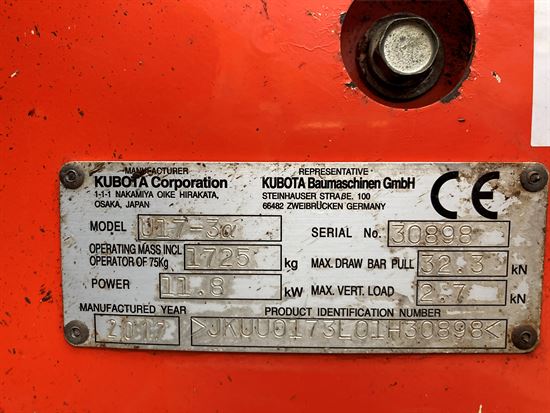 MANUFACTURER
KUBOTA Corporation
1-1-1 NAKAMIYA OIKE HIRAKATA,
OSAKA, JAPAN
REPRESENTATIVE
KUBOTA Baumaschinen GmbH
STEINHAUSER STRAßE, 100
66482 ZWEIBRÜCKEN GERMANY
CE
MODEL U17-3α
SERIAL No. 30898
OPERATING MASS INCL OPERATOR OF 75Kg 1725 kg
MAX. DRAW BAR PULL 32.3 kN
POWER 11.8 kW
MAX. VERT. LOAD 2.7 kN
MANUFACTURED YEAR 2017
PRODUCT IDENTIFICATION NUMBER
>JKUU0173L01H30898<